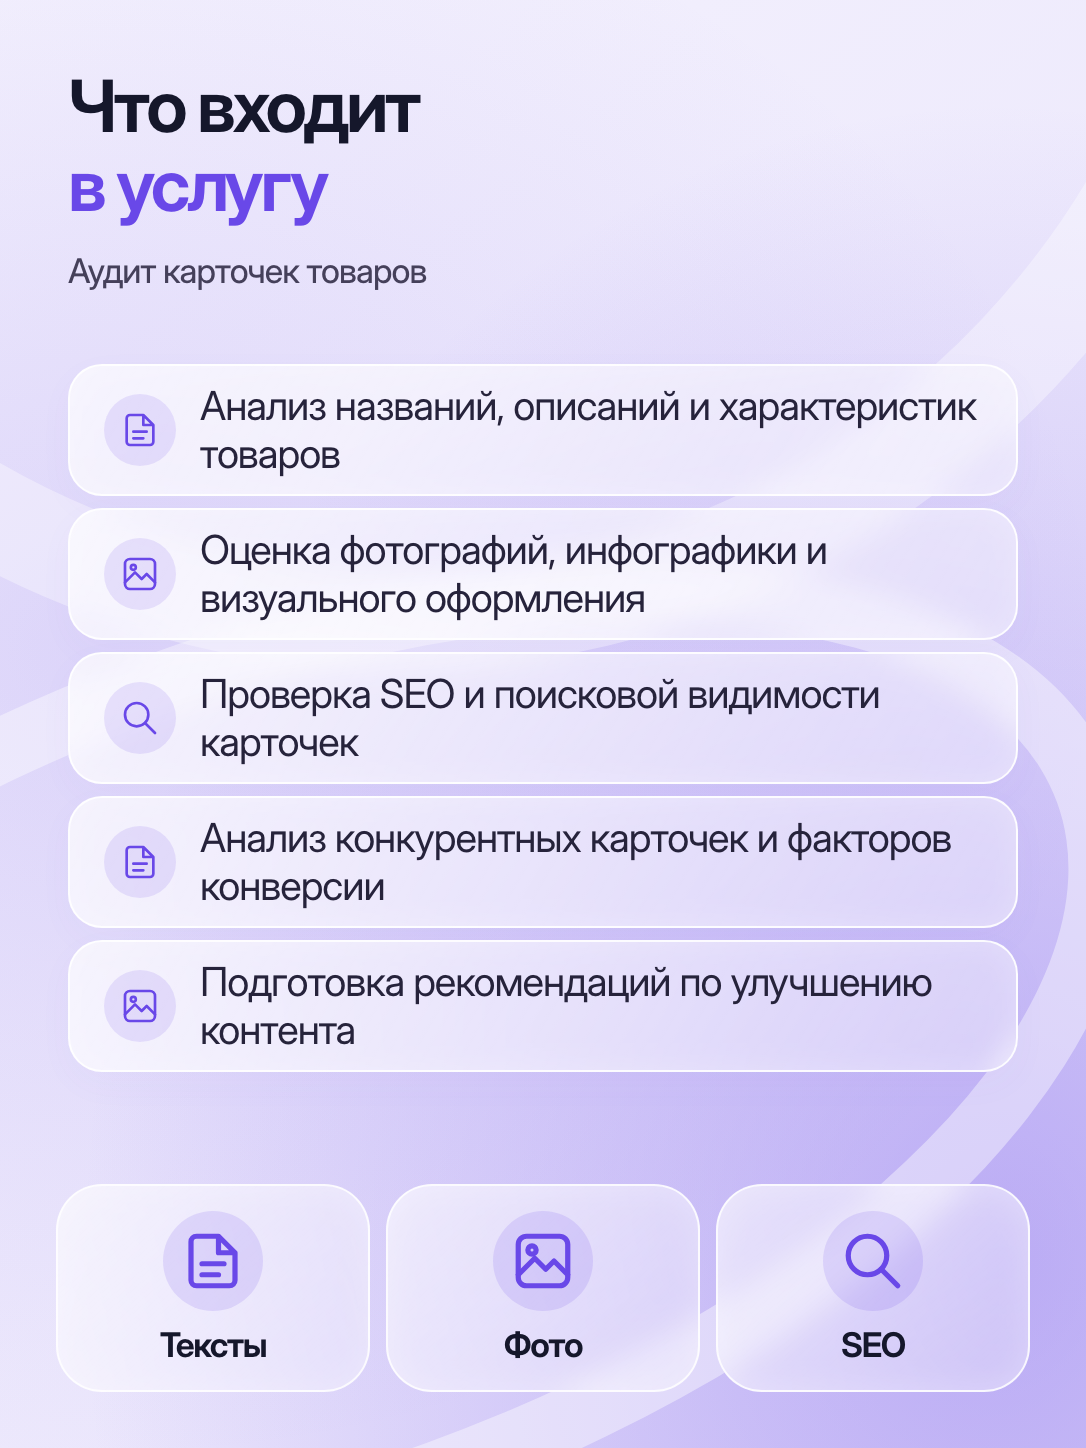 Что входит
в услугу
Аудит карточек товаров
Анализ названий, описаний и характеристик
товаров
Оценка фотографий, инфографики и
визуального оформления
Проверка SEO и поисковой видимости
карточек
Анализ конкурентных карточек и факторов
конверсии
Подготовка рекомендаций по улучшению
контента
Тексты
Фото
SEO